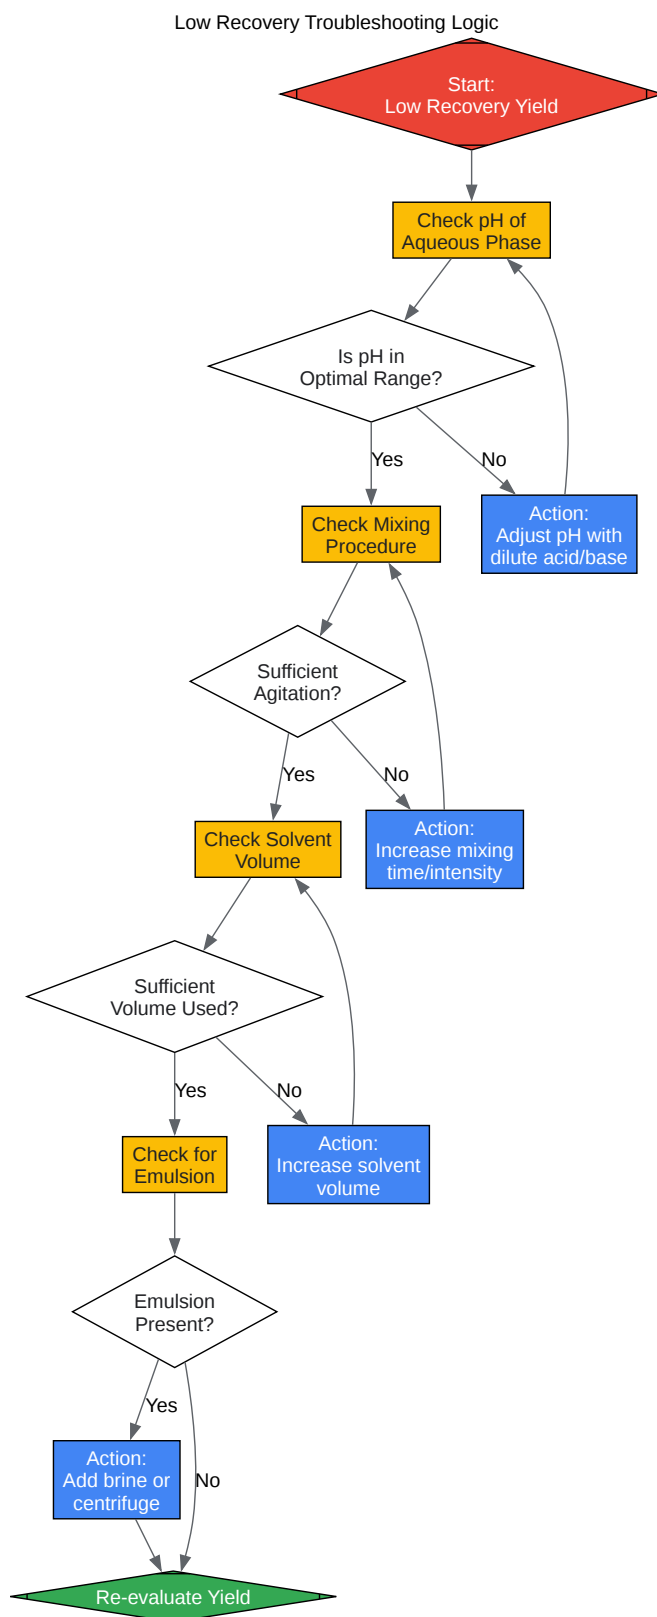 Low Recovery Troubleshooting Logic
Start:
Low Recovery Yield
Check pH of
Aqueous Phase
Is pH in
Optimal Range?
Yes
No
Action:
Adjust pH with
dilute acid/base
Check Mixing
Procedure
Sufficient
Agitation?
Yes
No
Action:
Increase mixing
time/intensity
Check Solvent
Volume
Sufficient
Volume Used?
Yes
No
Action:
Increase solvent
volume
Check for
Emulsion
Emulsion
Present?
Yes
No
Action:
Add brine or
centrifuge
Re-evaluate Yield